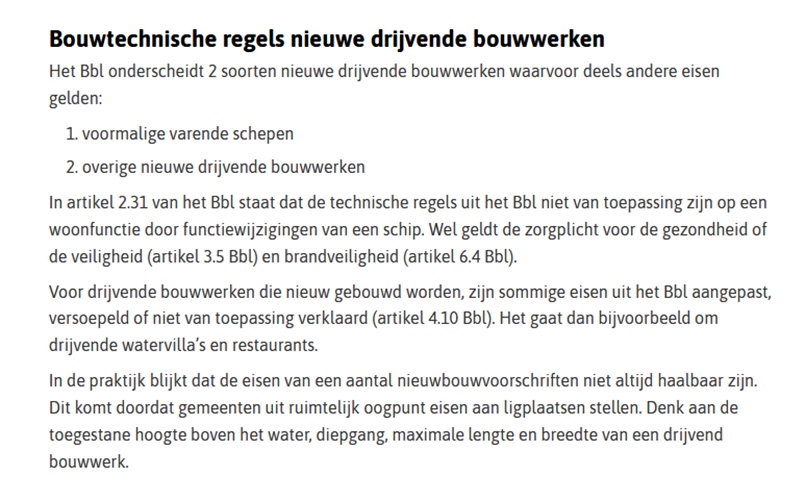 Bouwtechnische regels nieuwe drijvende bouwwerken
Het Bbl onderscheidt 2 soorten nieuwe drijvende bouwwerken waarvoor deels andere eisen
gelden:
1. voormalige varende schepen
2. overige nieuwe drijvende bouwwerken
In artikel 2.31 van het Bbl staat dat de technische regels uit het Bbl niet van toepassing zijn op een
woonfunctie door functiewijzigingen van een schip. Wel geldt de zorgplicht voor de gezondheid of
de veiligheid (artikel 3.5 Bbl) en brandveiligheid (artikel 6.4 Bbl).
Voor drijvende bouwwerken die nieuw gebouwd worden, zijn sommige eisen uit het Bbl aangepast,
versoepeld of niet van toepassing verklaard (artikel 4.10 Bbl). Het gaat dan bijvoorbeeld om
drijvende watervilla’s en restaurants.
In de praktijk blijkt dat de eisen van een aantal nieuwbouwvoorschriften niet altijd haalbaar zijn.
Dit komt doordat gemeenten uit ruimtelijk oogpunt eisen aan ligplaatsen stellen. Denk aan de
toegestane hoogte boven het water, diepgang, maximale lengte en breedte van een drijvend
bouwwerk.